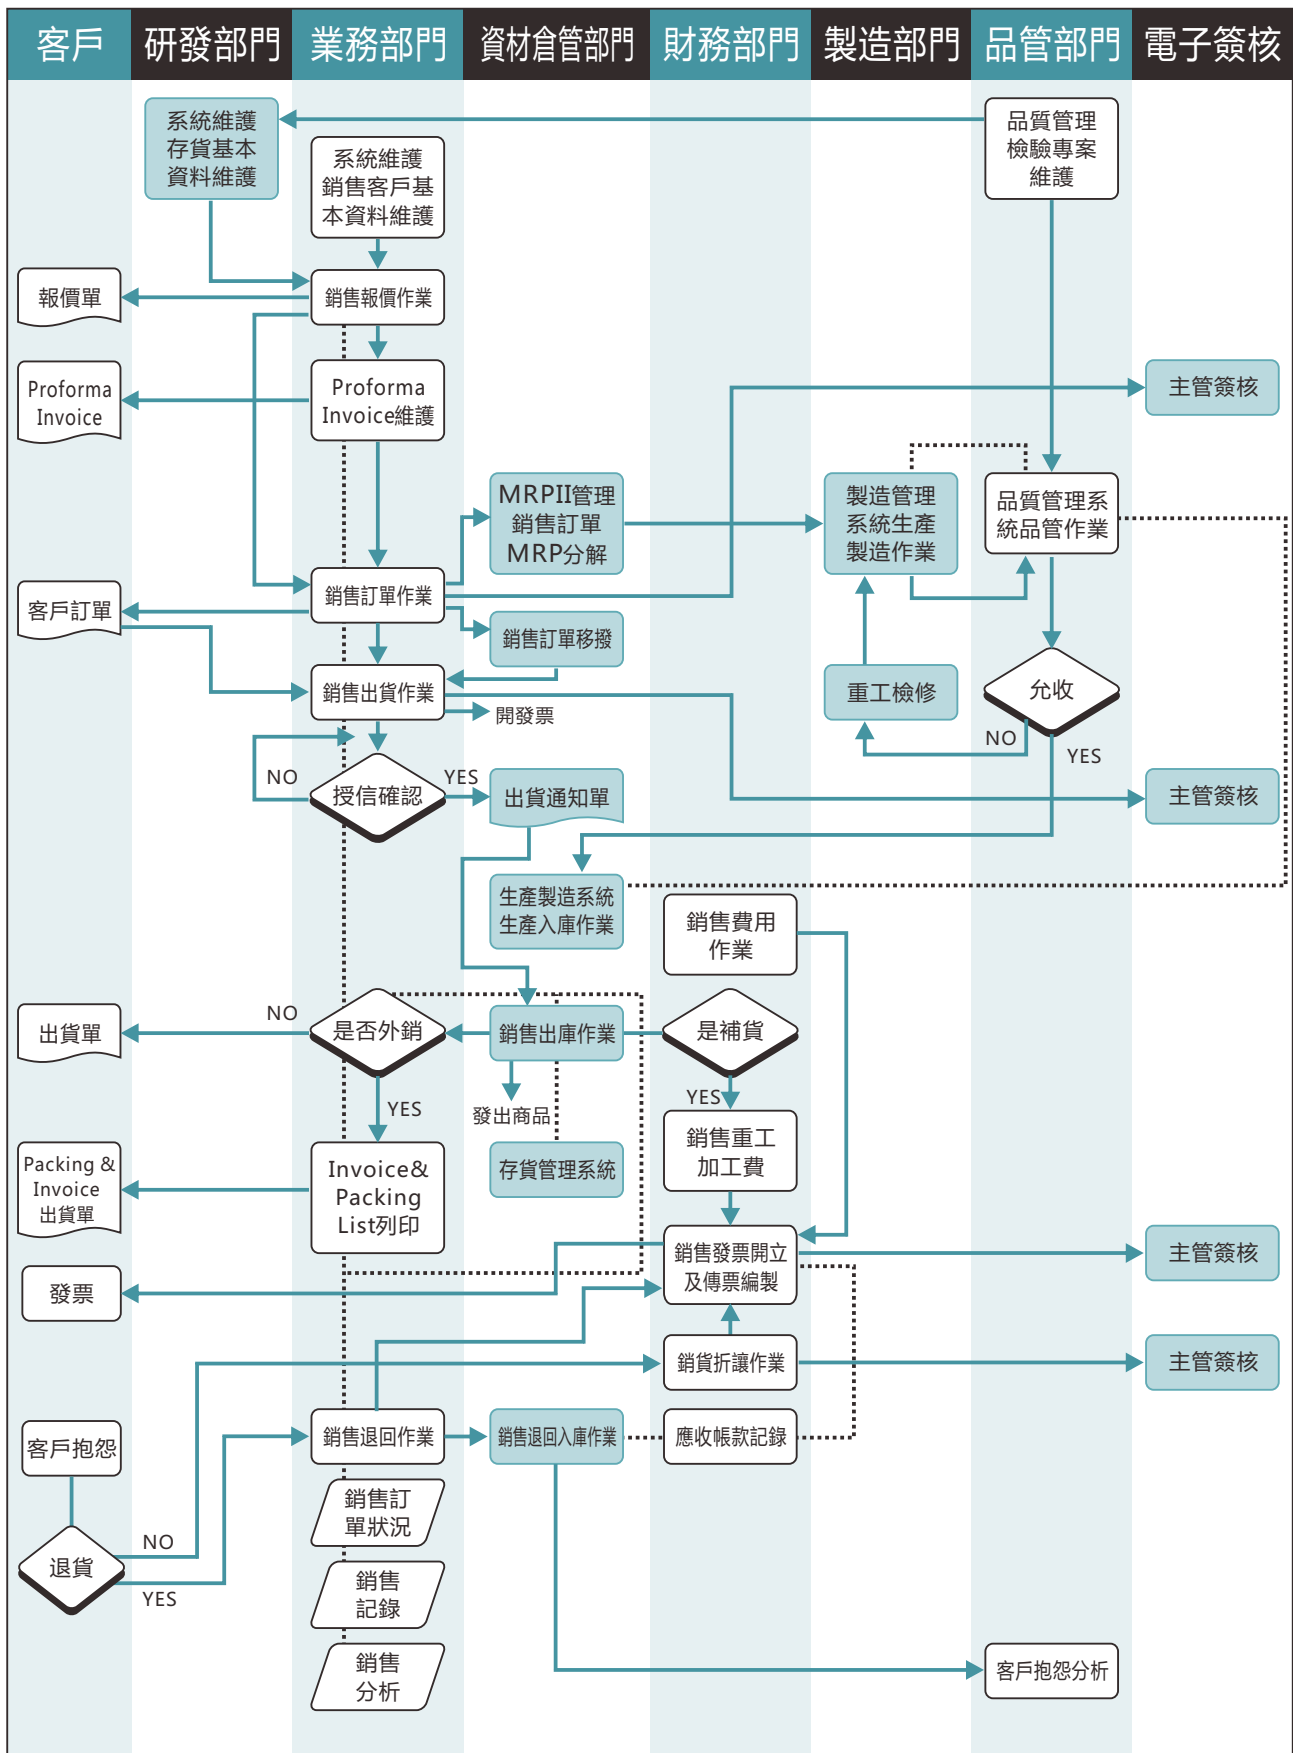 客戶
研發部門
業務部門
資材倉管部門
財務部門
製造部門
品管部門
電子簽核
系統維護
存貨基本
資料維護
系統維護
銷售客戶基
本資料維護
品質管理
檢驗專案
維護
報價單
銷售報價作業
Proforma
Invoice
Proforma
Invoice維護
主管簽核
MRPII管理
銷售訂單
MRP分解
製造管理
系統生產
製造作業
品質管理系
統品管作業
客戶訂單
銷售訂單作業
銷售訂單移撥
銷售出貨作業
開發票
重工檢修
允收
NO
YES
NO
授信確認
YES
出貨通知單
主管簽核
生產製造系統
生產入庫作業
銷售費用
作業
出貨單
NO
是否外銷
銷售出庫作業
是補貨
YES
發出商品
YES
Packing &
Invoice
出貨單
Invoice&
Packing
List列印
存貨管理系統
銷售重工
加工費
發票
銷售發票開立
及傳票編製
主管簽核
銷貨折讓作業
主管簽核
客戶抱怨
銷售退回作業
銷售退回入庫作業
應收帳款記錄
銷售訂
單狀況
退貨
NO
YES
銷售
記錄
銷售
分析
客戶抱怨分析